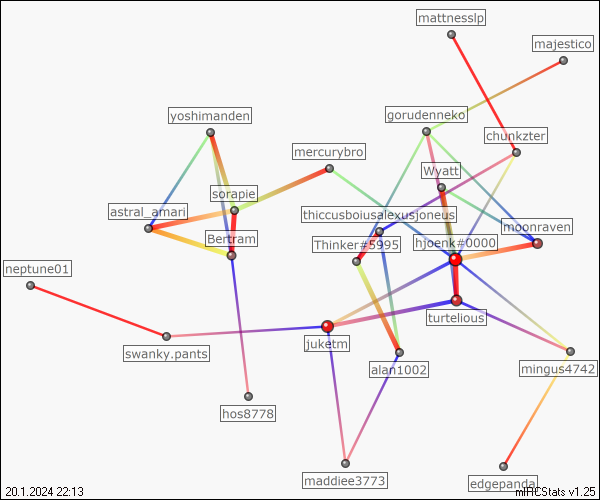 mattnesslp
majestico
yoshimanden
gorudenneko
chunkzter
mercurybro
Wyatt
sorapie
astral_amari
thiccusboiusalexusjoneus
moonraven
Bertram
Thinker#5995
hjoenk#0000
neptune01
turtelious
juketm
swanky.pants
alan1002
mingus4742
hos8778
maddiee3773
edgepanda
20.1.2024 22:13
mIRCStats v1.25